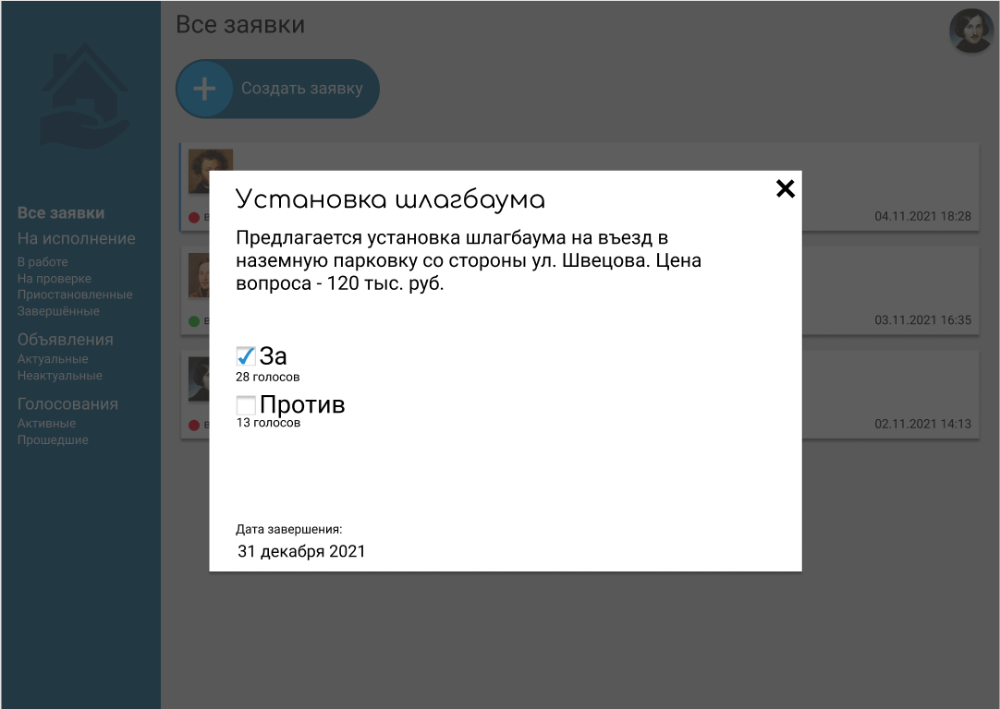 Все заявки
Создать заявку
Все заявки
На исполнение
В работе
На проверке
Приостановленные
Завершённые
Объявления
Актуальные
Неактуальные
Голосования
Активные
Прошедшие
04.11.2021 18:28
03.11.2021 16:35
02.11.2021 14:13
Установка шлагбаума
Предлагается установка шлагбаума на въезд в
наземную парковку со стороны ул. Швецова. Цена
вопроса - 120 тыс. руб.
За
28 голосов
Против
13 голосов
Дата завершения:
31 декабря 2021